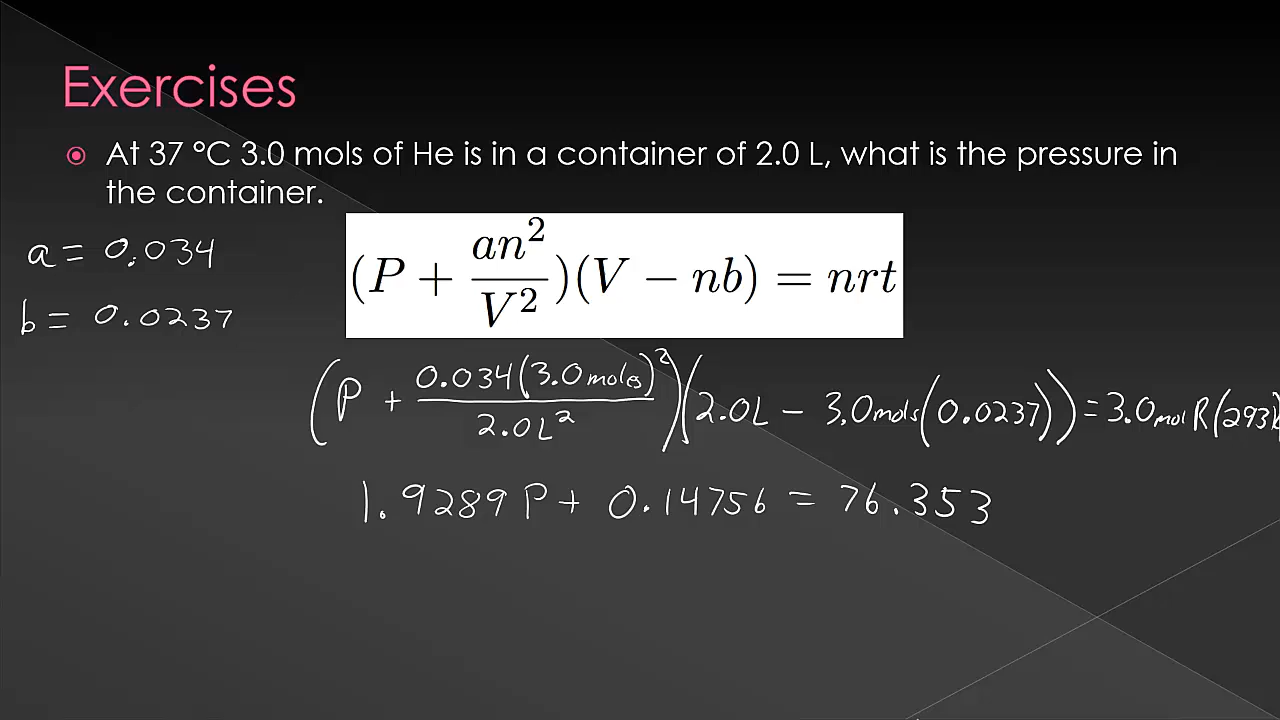 Exercises
At 37 °C 3.0 mols of He is in a container of 2.0 L, what is the pressure in
the container.
a = 0.034
(P + an²/V²)(V − nb) = nrt
b = 0.0237
(P + 0.034(3.0 moles)²/2.0L²)(2.0L − 3.0mols(0.0237)) = 3.0mol R(293k
1.9289 P + 0.14756 = 76.353